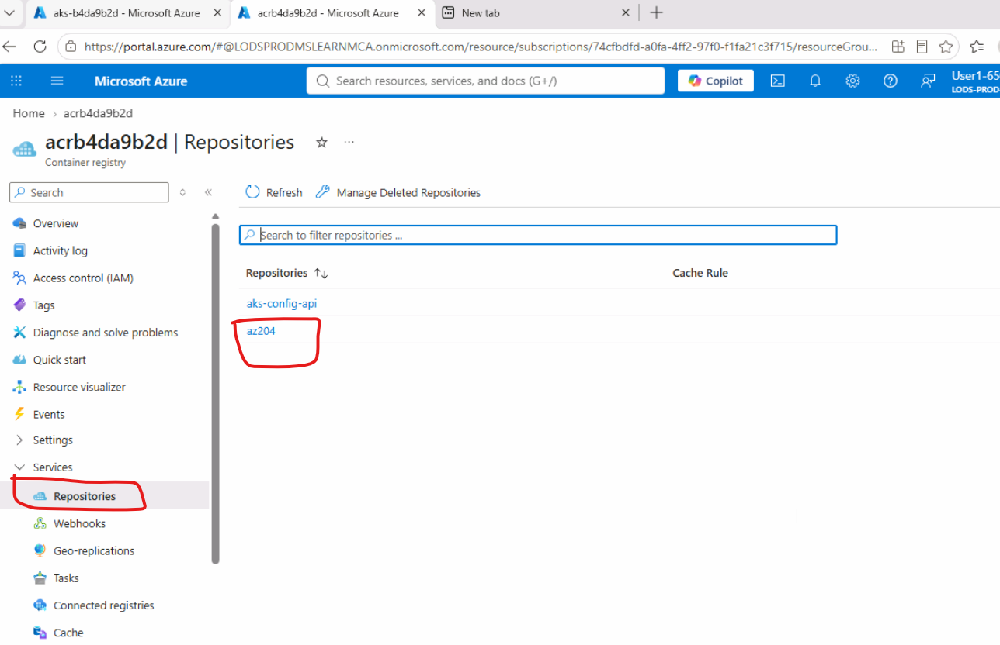 aks-b4da9b2d - Microsoft Azure
acrb4da9b2d - Microsoft Azure
New tab
https://portal.azure.com/#@LODSPRODMSLEARNMCA.onmicrosoft.com/resource/subscriptions/74cfbdfd-a0fa-4ff2-97f0-f1fa21c3f715/resourceGrou...
Microsoft Azure
Search resources, services, and docs (G+/)
Copilot
User1-65
LODS-PROD-
Home > acrb4da9b2d
acrb4da9b2d | Repositories
Container registry
Search
Refresh
Manage Deleted Repositories
Overview
Activity log
Access control (IAM)
Tags
Diagnose and solve problems
Quick start
Resource visualizer
Events
Settings
Services
Repositories
Webhooks
Geo-replications
Tasks
Connected registries
Cache
Search to filter repositories ...
Repositories
Cache Rule
aks-config-api
az204